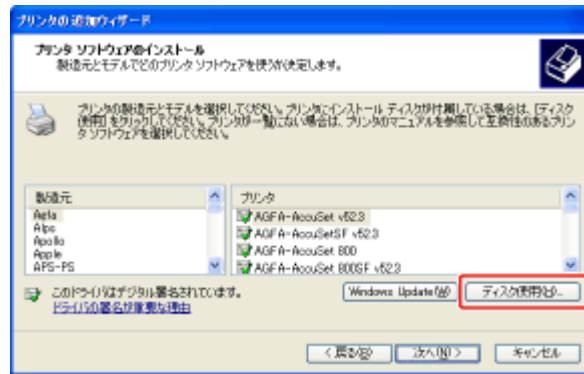 プリンタの追加ウィザード
プリンタ ソフトウェアのインストール
製造元とモデルでどのプリンタ ソフトウェアを使うか決定します。
プリンタの製造元とモデルを選択してください。プリンタにインストール ディスクが付属している場合は、[ディスク
使用] をクリックしてください。プリンタが一覧にない場合は、プリンタのマニュアルを参照して互換性のあるプリン
タ ソフトウェアを選択してください。
製造元
プリンタ
Agfa
AGFA-AccuSet v52.3
Alps
AGFA-AccuSetSF v52.3
Apollo
AGFA-AccuSet 800
Apple
AGFA-AccuSet 800SF v52.3
APS-PS
このドライバはデジタル署名されています。
Windows Update(W)
ディスク使用(H)...
ドライバの署名が重要な理由
< 戻る(B)
次へ(N) >
キャンセル